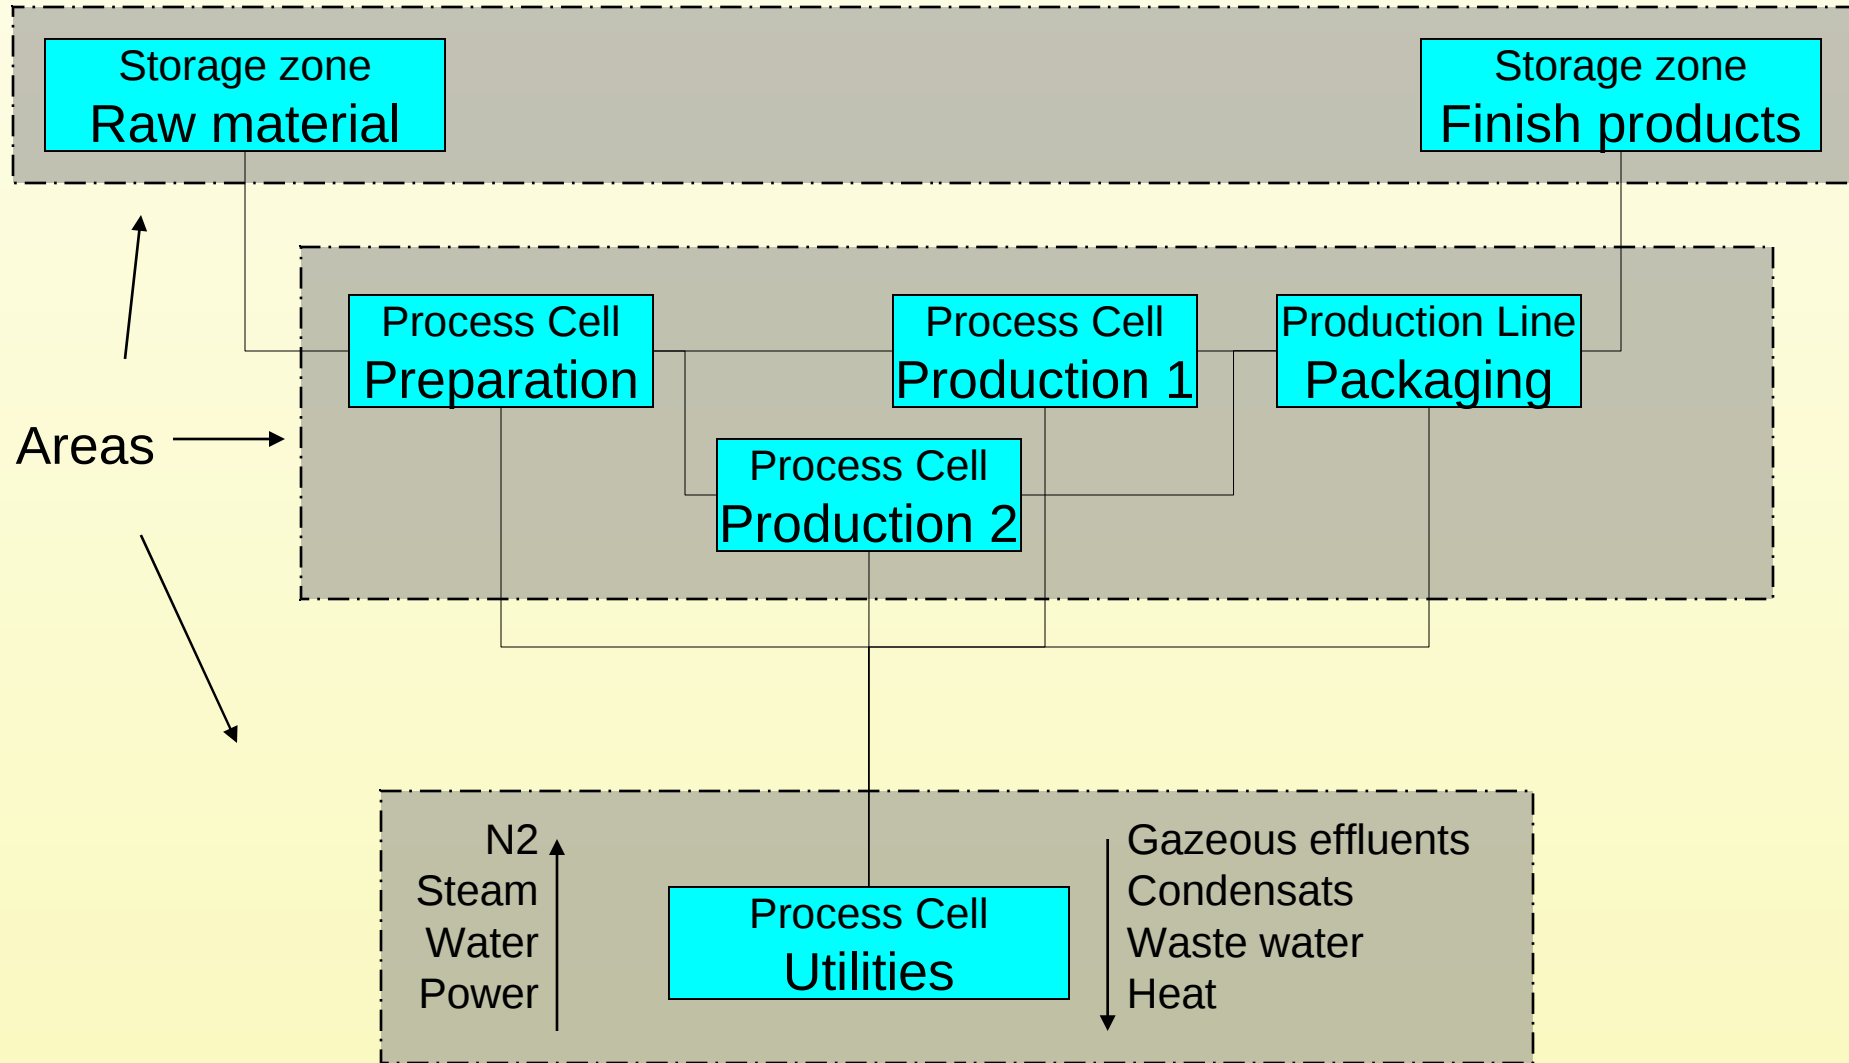 Storage zone
Raw material
Storage zone
Finish products
Process Cell
Preparation
Process Cell
Production 1
Production Line
Packaging
Areas
Process Cell
Production 2
N2
Steam
Water
Power
Process Cell
Utilities
Gazeous effluents
Condensats
Waste water
Heat